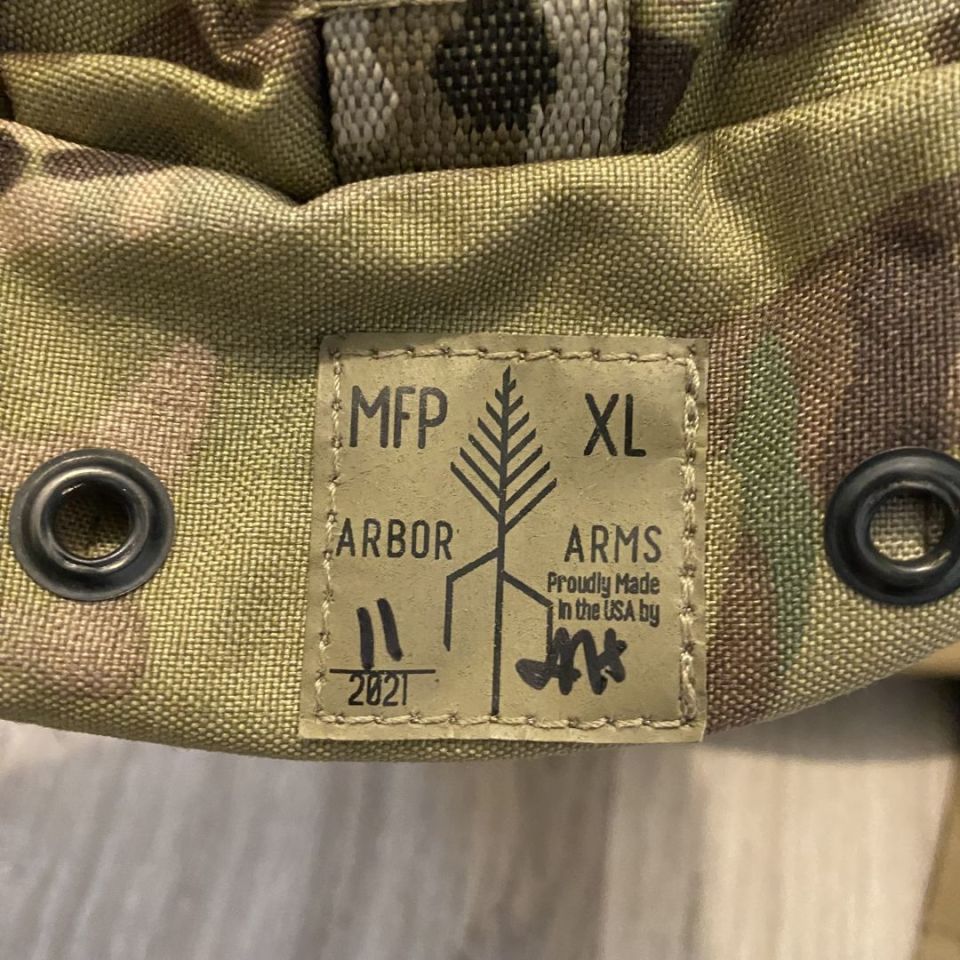 MFP XL
ARBOR ARMS
Proudly Made
In the USA by
11
2021